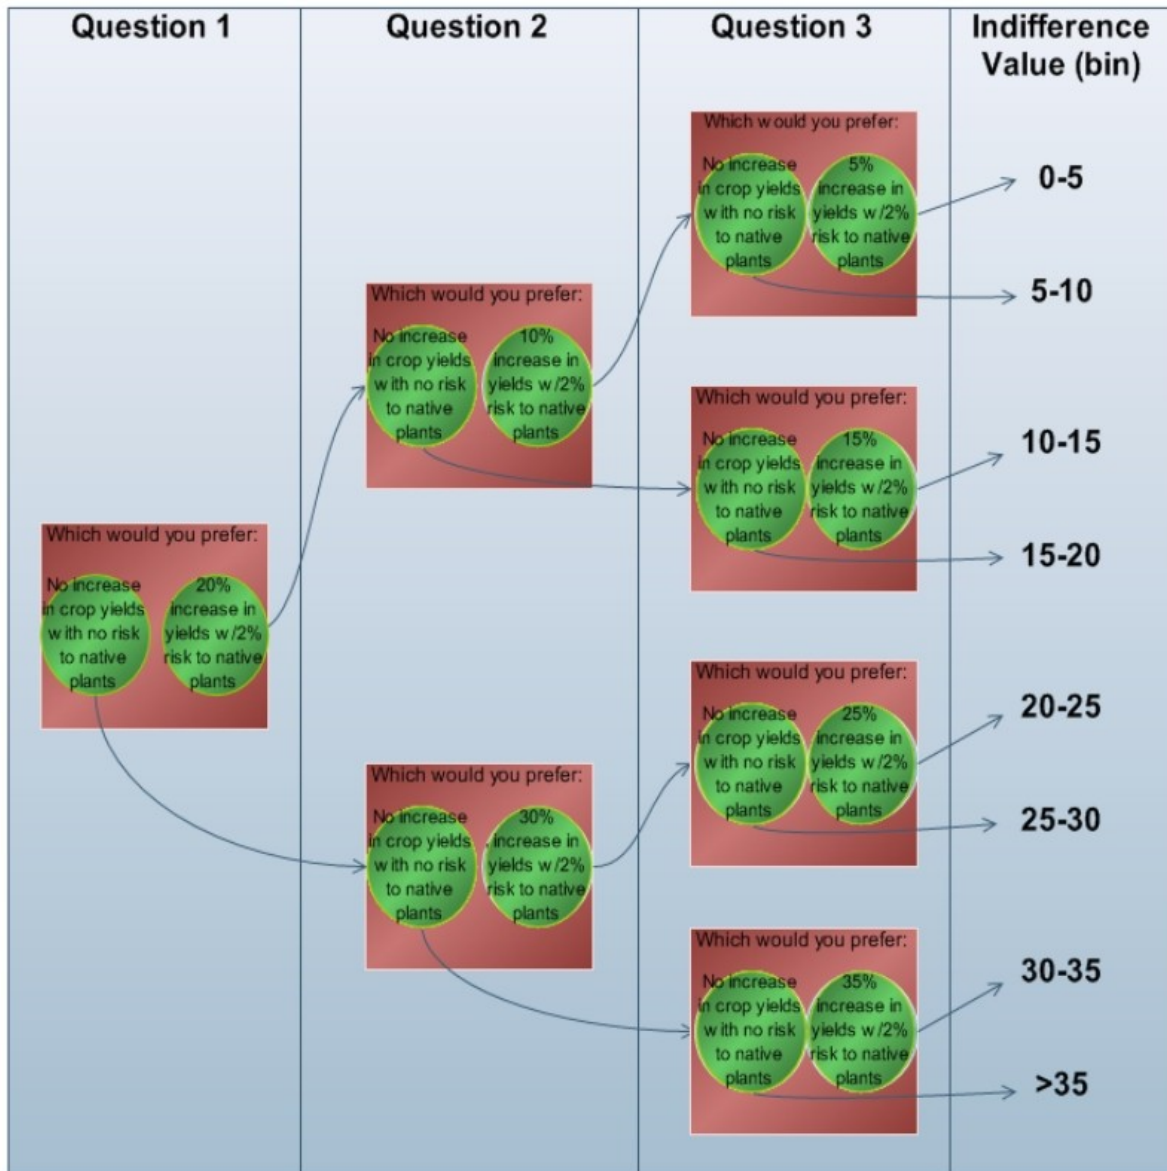 Question 1
Question 2
Question 3
Indifference
Value (bin)
Which would you prefer:
No increase
in crop yields
with no risk
to native
plants
20%
increase in
yields w/2%
risk to native
plants
Which would you prefer:
No increase
in crop yields
with no risk
to native
plants
10%
increase in
yields w/2%
risk to native
plants
Which would you prefer:
No increase
in crop yields
with no risk
to native
plants
30%
increase in
yields w/2%
risk to native
plants
Which would you prefer:
No increase
in crop yields
with no risk
to native
plants
5%
increase in
yields w/2%
risk to native
plants
Which would you prefer:
No increase
in crop yields
with no risk
to native
plants
15%
increase in
yields w/2%
risk to native
plants
Which would you prefer:
No increase
in crop yields
with no risk
to native
plants
25%
increase in
yields w/2%
risk to native
plants
Which would you prefer:
No increase
in crop yields
with no risk
to native
plants
35%
increase in
yields w/2%
risk to native
plants
0-5
5-10
10-15
15-20
20-25
25-30
30-35
>35